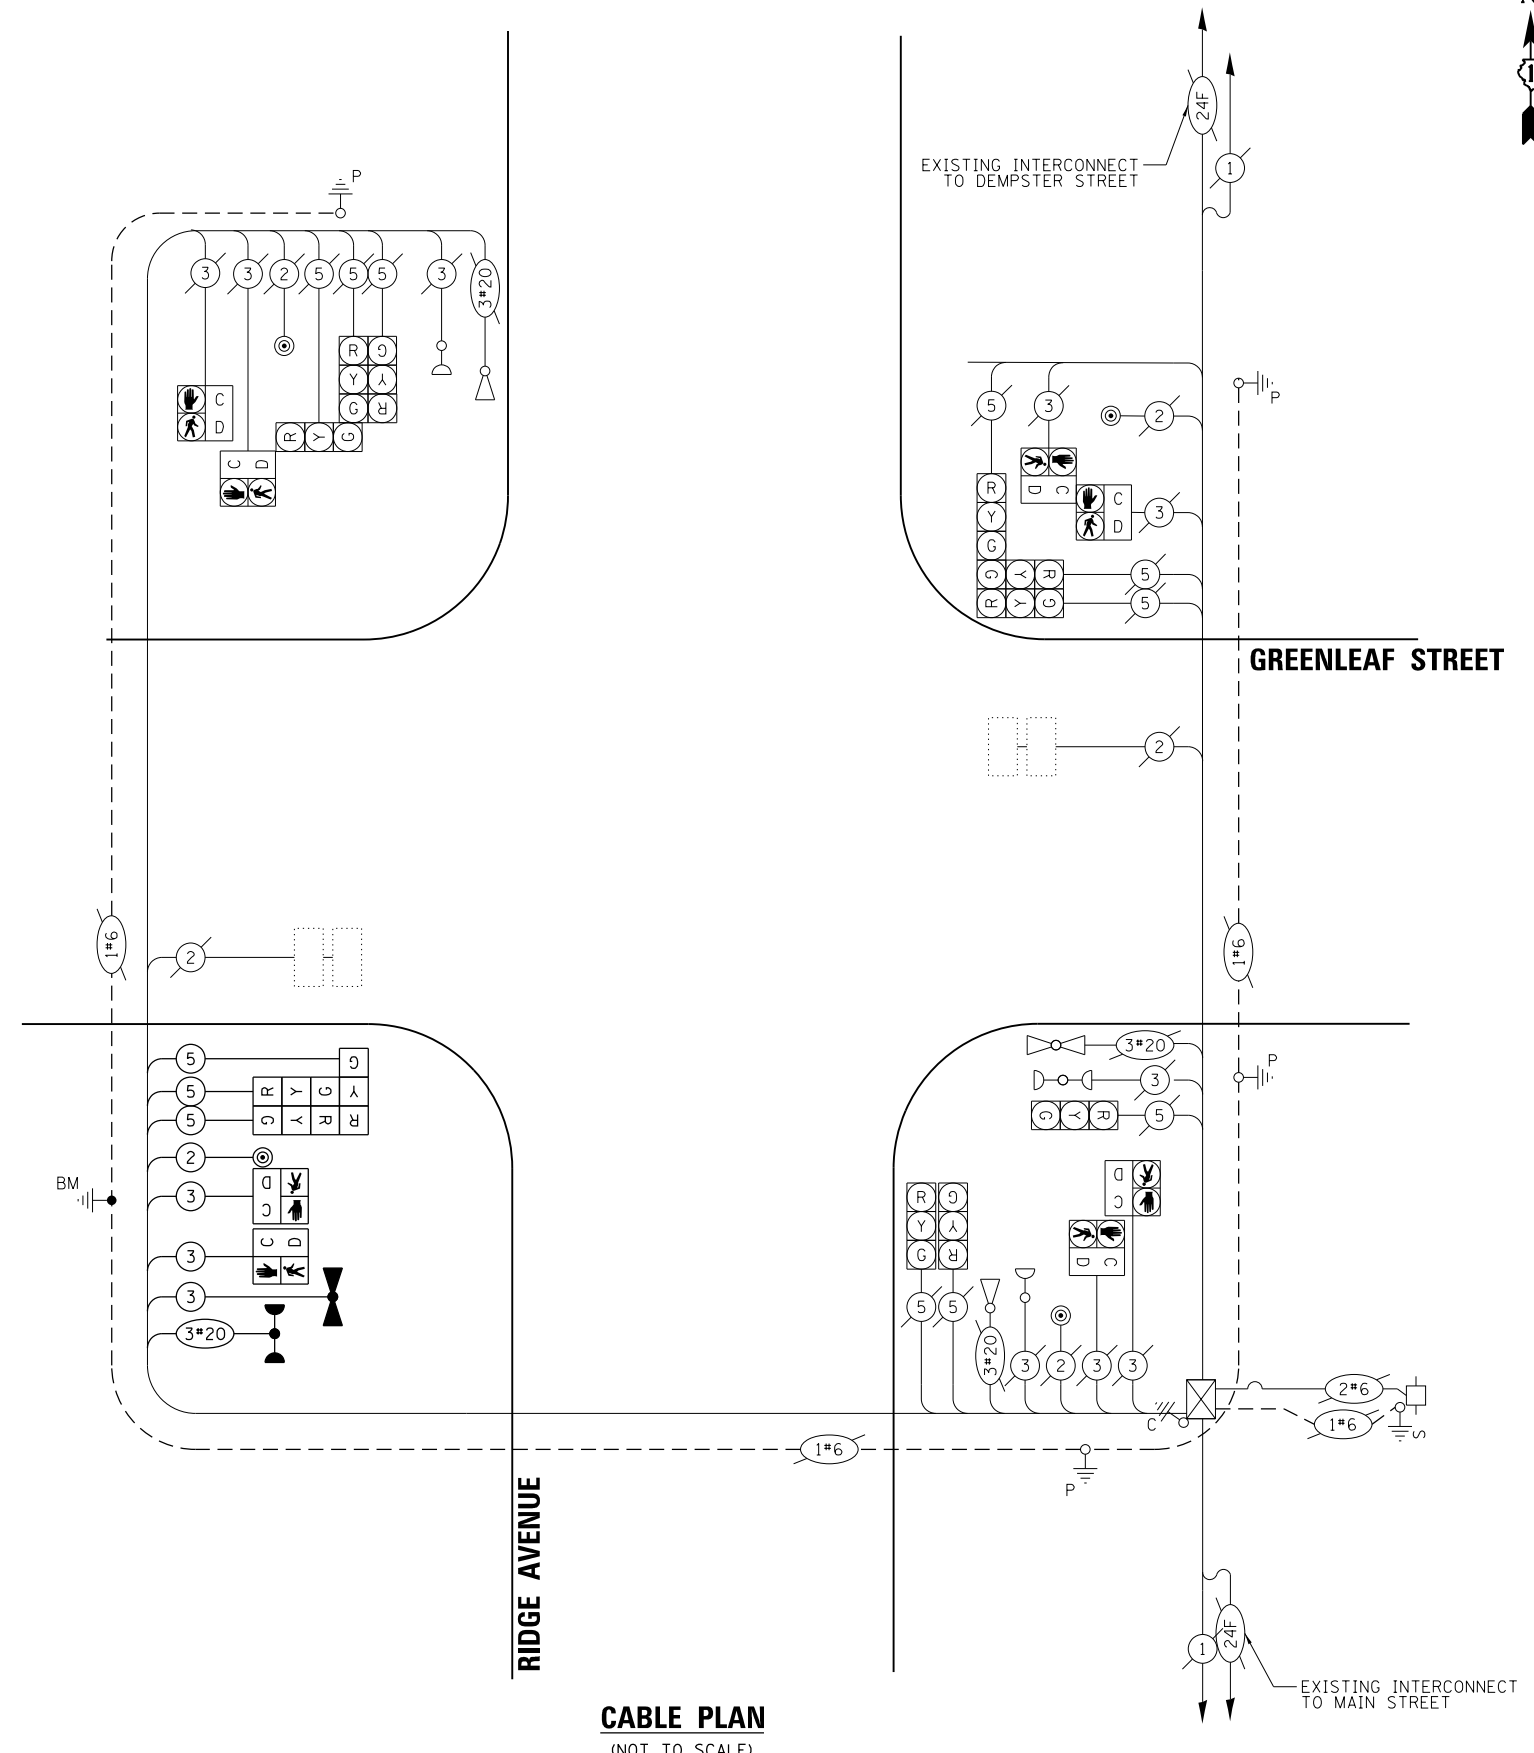 24F
EXISTING INTERCONNECT
TO DEMPSTER STREET
1
P
3 3 2 5 5 5 3 3#20
R G
Y Y
G R
C
D
R Y G
C D
5 3 2
P
R
Y
G
D C
C
D
3
G Y R 5
R Y G 5
GREENLEAF STREET
2
1#6
1#6
2
5 G
5 R Y G Y
5 G Y R R
2
3 D
C
BM
3 C D
3
3#20
3#20
3
P
G Y R 5
D
C
R G
Y Y
G R
D C
5 5 3#20 3 2 3 3
C
2#6
1#6
S
1#6
P
RIDGE AVENUE
1
24F
EXISTING INTERCONNECT
TO MAIN STREET
CABLE PLAN
(NOT TO SCALE)